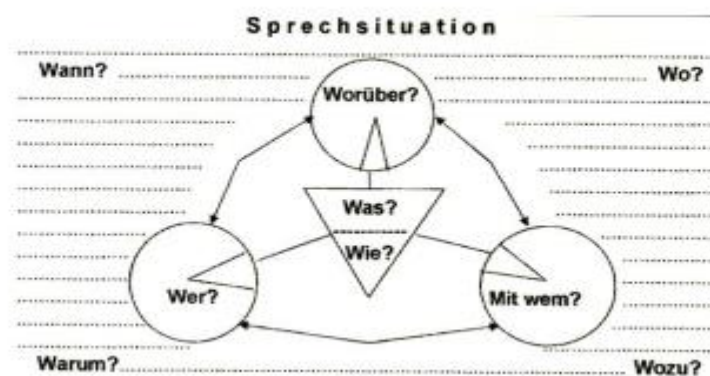 Sprechsituation
Wann?
Wo?
Worüber?
Was?
Wie?
Wer?
Mit wem?
Warum?
Wozu?